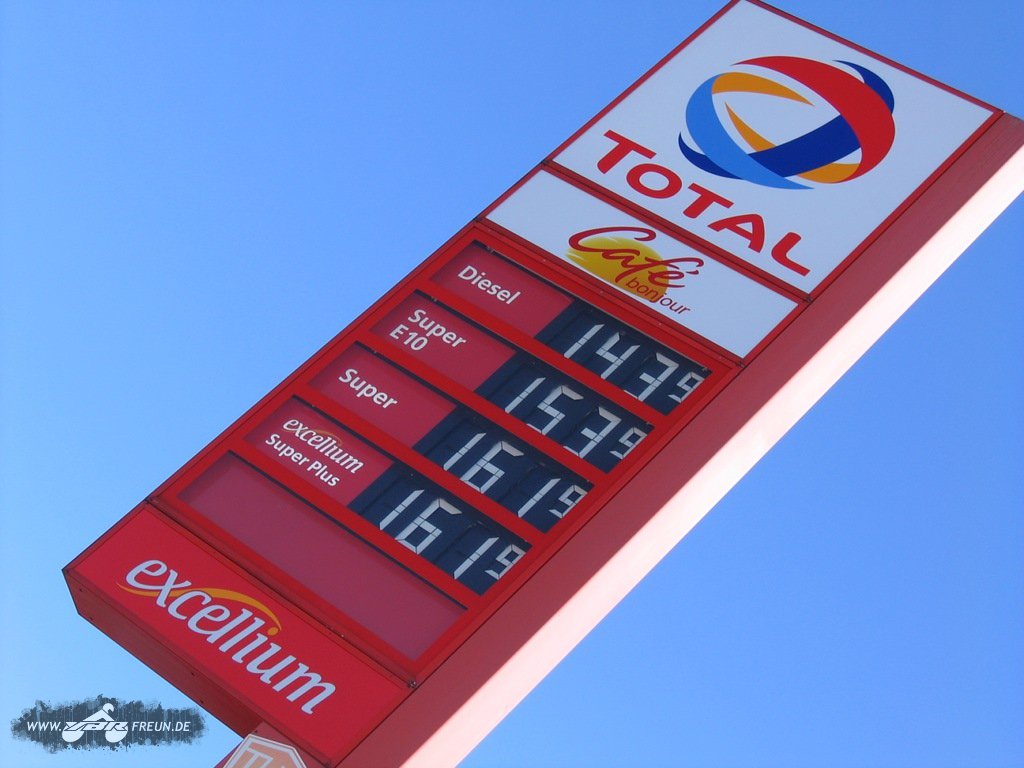 TOTAL
Café
bonjour
Diesel 143⁹
Super
E10 153⁹
Super 161⁹
excellium
Super Plus 161⁹
excellium
WWW. FREUN.DE